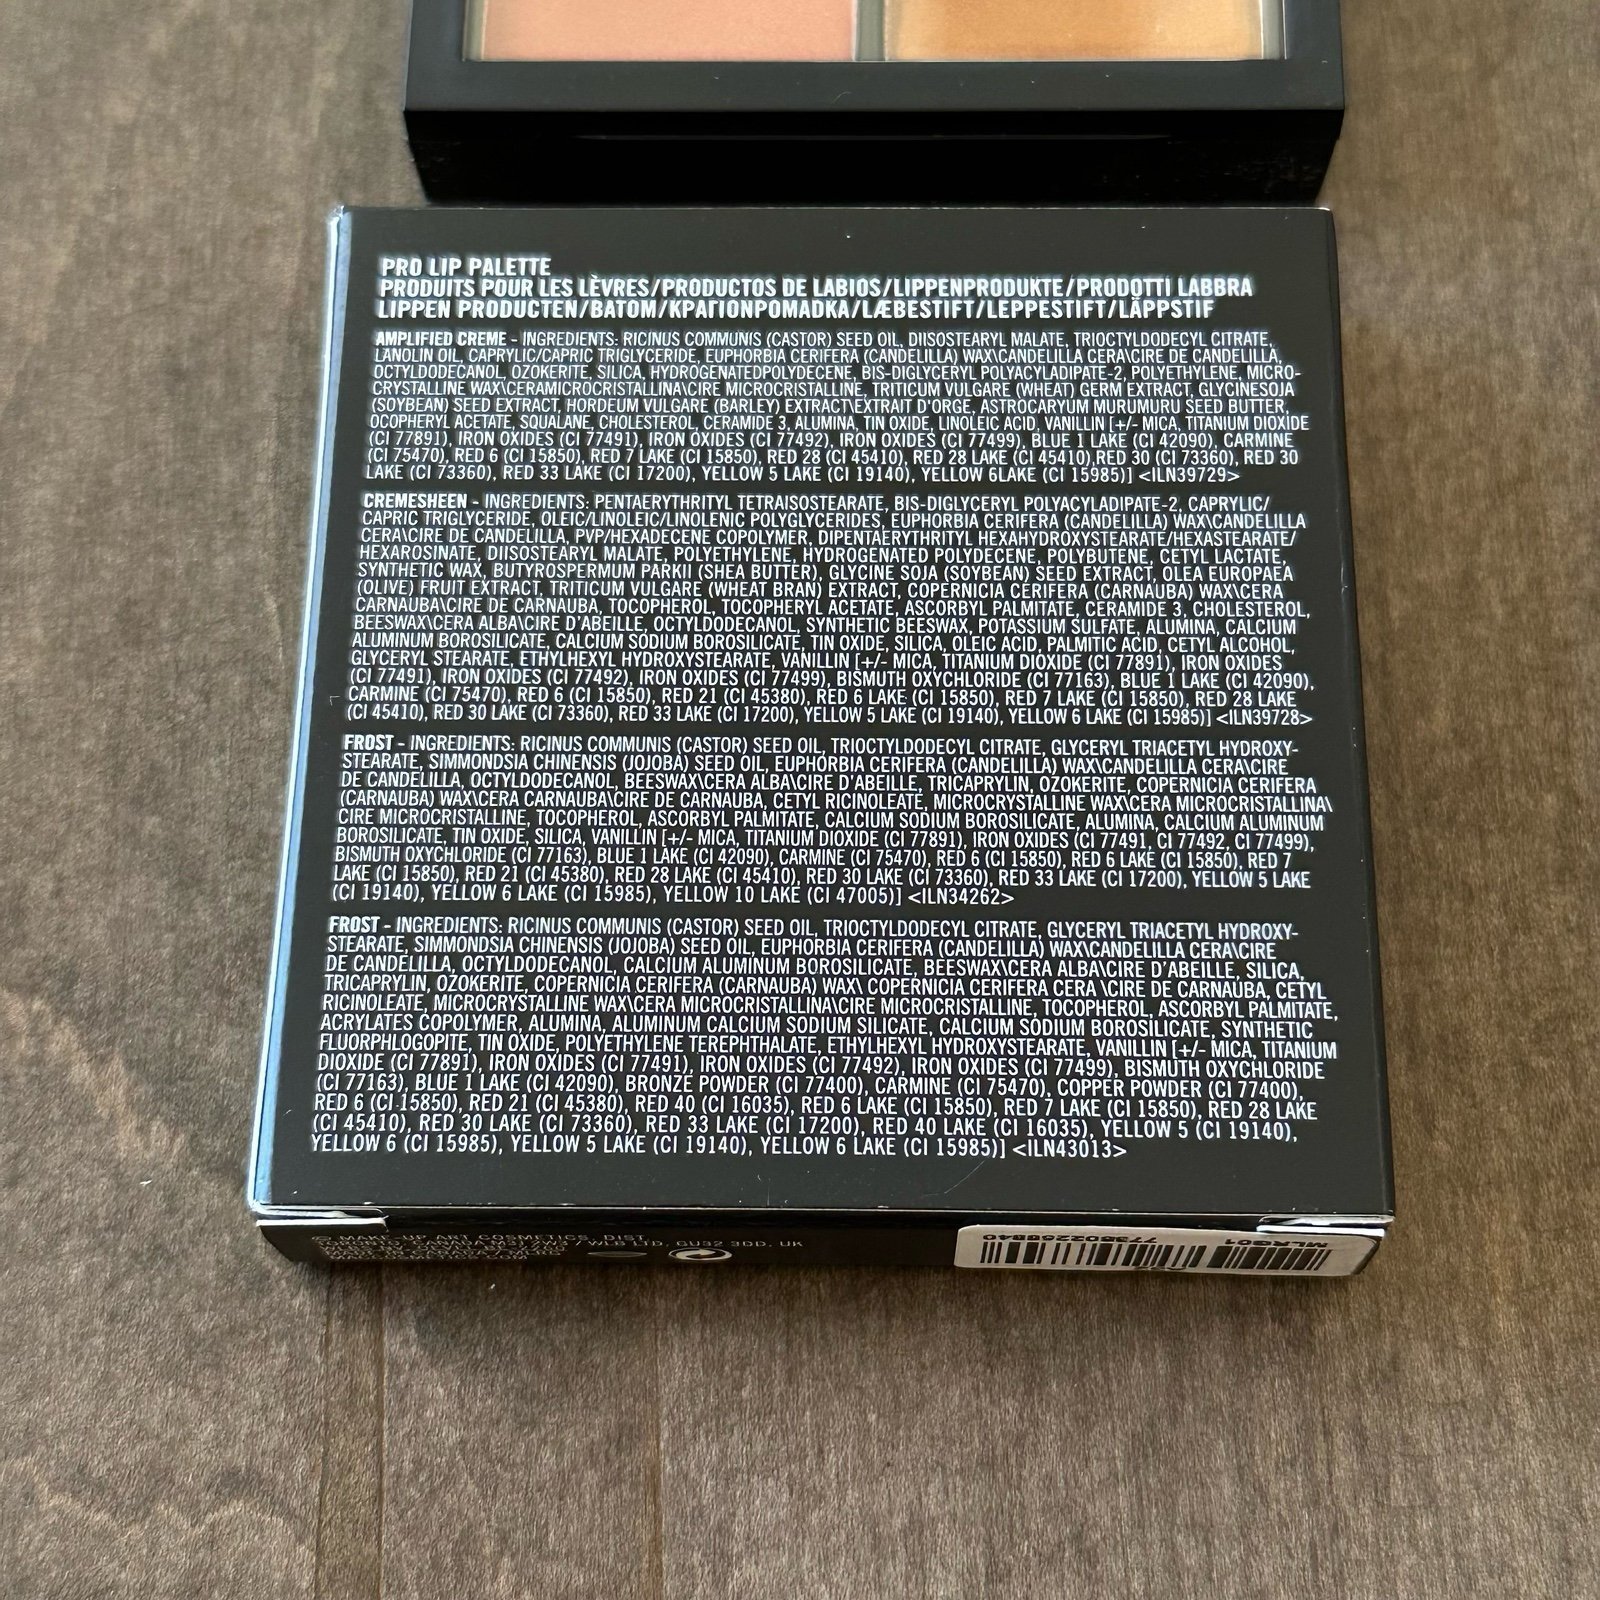 PRO LIP PALETTE
PRODUITS POUR LES LÈVRES/PRODUCTOS DE LABIOS/LIPPENPRODUKTE/PRODOTTI LABBRA
LIPPEN PRODUCTEN/BATOM/КРАГІОНРОМАDКА/LÆBESTIFT/LEPPESTIFT/LÄPPSTIF
AMPLIFIED CREME - INGREDIENTS: RICINUS COMMUNIS (CASTOR) SEED OIL, DIISOSTEARYL MALATE, TRIOCTYLDODECYL CITRATE,
LANOLIN OIL, CAPRYLIC/CAPRIC TRIGLYCERIDE, EUPHORBIA CERIFERA (CANDELILLA) WAX\CANDELILLA CERA\CIRE DE CANDELILLA,
OCTYLDODECANOL, OZOKERITE, SILICA, HYDROGENATEDPOLYDECENE, BIS-DIGLYCERYL POLYACYLADIPATE-2, POLYETHYLENE, MICRO-
CRYSTALLINE WAX\CERAMICROCRISTALLINA\CIRE MICROCRISTALLINE, TRITICUM VULGARE (WHEAT) GERM EXTRACT, GLYCINESOJA
(SOYBEAN) SEED EXTRACT, HORDEUM VULGARE (BARLEY) EXTRACT\EXTRAIT D'ORGE, ASTROCARYUM MURUMURU SEED BUTTER,
OCOPHERYL ACETATE, SQUALANE, CHOLESTEROL, CERAMIDE 3, ALUMINA, TIN OXIDE, LINOLEIC ACID, VANILLIN [+/- MICA, TITANIUM DIOXIDE
(CI 77891), IRON OXIDES (CI 77491), IRON OXIDES (CI 77492), IRON OXIDES (CI 77499), BLUE 1 LAKE (CI 42090), CARMINE
(CI 75470), RED 6 (CI 15850), RED 7 LAKE (CI 15850), RED 28 (CI 45410), RED 28 LAKE (CI 45410),RED 30 (CI 73360), RED 30
LAKE (CI 73360), RED 33 LAKE (CI 17200), YELLOW 5 LAKE (CI 19140), YELLOW 6LAKE (CI 15985)] <ILN39729>
CREMESHEEN - INGREDIENTS: PENTAERYTHRITYL TETRAISOSTEARATE, BIS-DIGLYCERYL POLYACYLADIPATE-2, CAPRYLIC/
CAPRIC TRIGLYCERIDE, OLEIC/LINOLEIC/LINOLENIC POLYGLYCERIDES, EUPHORBIA CERIFERA (CANDELILLA) WAX\CANDELILLA
CERA\CIRE DE CANDELILLA, PVP/HEXADECENE COPOLYMER, DIPENTAERYTHRITYL HEXAHYDROXYSTEARATE/HEXASTEARATE/
HEXAROSINATE, DIISOSTEARYL MALATE, POLYETHYLENE, HYDROGENATED POLYDECENE, POLYBUTENE, CETYL LACTATE,
SYNTHETIC WAX, BUTYROSPERMUM PARKII (SHEA BUTTER), GLYCINE SOJA (SOYBEAN) SEED EXTRACT, OLEA EUROPAEA
(OLIVE) FRUIT EXTRACT, TRITICUM VULGARE (WHEAT BRAN) EXTRACT, COPERNICIA CERIFERA (CARNAUBA) WAX\CERA
CARNAUBA\CIRE DE CARNAUBA, TOCOPHEROL, TOCOPHERYL ACETATE, ASCORBYL PALMITATE, CERAMIDE 3, CHOLESTEROL,
BEESWAX\CERA ALBA\CIRE D'ABEILLE, OCTYLDODECANOL, SYNTHETIC BEESWAX, POTASSIUM SULFATE, ALUMINA, CALCIUM
ALUMINUM BOROSILICATE, CALCIUM SODIUM BOROSILICATE, TIN OXIDE, SILICA, OLEIC ACID, PALMITIC ACID, CETYL ALCOHOL,
GLYCERYL STEARATE, ETHYLHEXYL HYDROXYSTEARATE, VANILLIN [+/- MICA, TITANIUM DIOXIDE (CI 77891), IRON OXIDES
(CI 77491), IRON OXIDES (CI 77492), IRON OXIDES (CI 77499), BISMUTH OXYCHLORIDE (CI 77163), BLUE 1 LAKE (CI 42090),
CARMINE (CI 75470), RED 6 (CI 15850), RED 21 (CI 45380), RED 6 LAKE (CI 15850), RED 7 LAKE (CI 15850), RED 28 LAKE
(CI 45410), RED 30 LAKE (CI 73360), RED 33 LAKE (CI 17200), YELLOW 5 LAKE (CI 19140), YELLOW 6 LAKE (CI 15985)] <ILN39728>
FROST - INGREDIENTS: RICINUS COMMUNIS (CASTOR) SEED OIL, TRIOCTYLDODECYL CITRATE, GLYCERYL TRIACETYL HYDROXY-
STEARATE, SIMMONDSIA CHINENSIS (JOJOBA) SEED OIL, EUPHORBIA CERIFERA (CANDELILLA) WAX\CANDELILLA CERA\CIRE
DE CANDELILLA, OCTYLDODECANOL, BEESWAX\CERA ALBA\CIRE D'ABEILLE, TRICAPRYLIN, OZOKERITE, COPERNICIA CERIFERA
(CARNAUBA) WAX\CERA CARNAUBA\CIRE DE CARNAUBA, CETYL RICINOLEATE, MICROCRYSTALLINE WAX\CERA MICROCRISTALLINA\
CIRE MICROCRISTALLINE, TOCOPHEROL, ASCORBYL PALMITATE, CALCIUM SODIUM BOROSILICATE, ALUMINA, CALCIUM ALUMINUM
BOROSILICATE, TIN OXIDE, SILICA, VANILLIN [+/- MICA, TITANIUM DIOXIDE (CI 77891), IRON OXIDES (CI 77491, CI 77492, CI 77499),
BISMUTH OXYCHLORIDE (CI 77163), BLUE 1 LAKE (CI 42090), CARMINE (CI 75470), RED 6 (CI 15850), RED 6 LAKE (CI 15850), RED 7
LAKE (CI 15850), RED 21 (CI 45380), RED 28 LAKE (CI 45410), RED 30 LAKE (CI 73360), RED 33 LAKE (CI 17200), YELLOW 5 LAKE
(CI 19140), YELLOW 6 LAKE (CI 15985), YELLOW 10 LAKE (CI 47005)] <ILN34262>
FROST - INGREDIENTS: RICINUS COMMUNIS (CASTOR) SEED OIL, TRIOCTYLDODECYL CITRATE, GLYCERYL TRIACETYL HYDROXY-
STEARATE, SIMMONDSIA CHINENSIS (JOJOBA) SEED OIL, EUPHORBIA CERIFERA (CANDELILLA) WAX\CANDELILLA CERA\CIRE
DE CANDELILLA, OCTYLDODECANOL, CALCIUM ALUMINUM BOROSILICATE, BEESWAX\CERA ALBA\CIRE D'ABEILLE, SILICA,
TRICAPRYLIN, OZOKERITE, COPERNICIA CERIFERA (CARNAUBA) WAX\ COPERNICIA CERIFERA CERA \CIRE DE CARNAUBA, CETYL
RICINOLEATE, MICROCRYSTALLINE WAX\CERA MICROCRISTALLINA\CIRE MICROCRISTALLINE, TOCOPHEROL, ASCORBYL PALMITATE,
ACRYLATES COPOLYMER, ALUMINA, ALUMINUM CALCIUM SODIUM SILICATE, CALCIUM SODIUM BOROSILICATE, SYNTHETIC
FLUORPHLOGOPITE, TIN OXIDE, POLYETHYLENE TEREPHTHALATE, ETHYLHEXYL HYDROXYSTEARATE, VANILLIN [+/- MICA, TITANIUM
DIOXIDE (CI 77891), IRON OXIDES (CI 77491), IRON OXIDES (CI 77492), IRON OXIDES (CI 77499), BISMUTH OXYCHLORIDE
(CI 77163), BLUE 1 LAKE (CI 42090), BRONZE POWDER (CI 77400), CARMINE (CI 75470), COPPER POWDER (CI 77400),
RED 6 (CI 15850), RED 21 (CI 45380), RED 40 (CI 16035), RED 6 LAKE (CI 15850), RED 7 LAKE (CI 15850), RED 28 LAKE
(CI 45410), RED 30 LAKE (CI 73360), RED 33 LAKE (CI 17200), RED 40 LAKE (CI 16035), YELLOW 5 (CI 19140),
YELLOW 6 (CI 15985), YELLOW 5 LAKE (CI 19140), YELLOW 6 LAKE (CI 15985)] <ILN43013>
© MAKE-UP ART COSMETICS, DIST.
WLB LTD, GU32 3DD, UK
MLRG01
773602268840